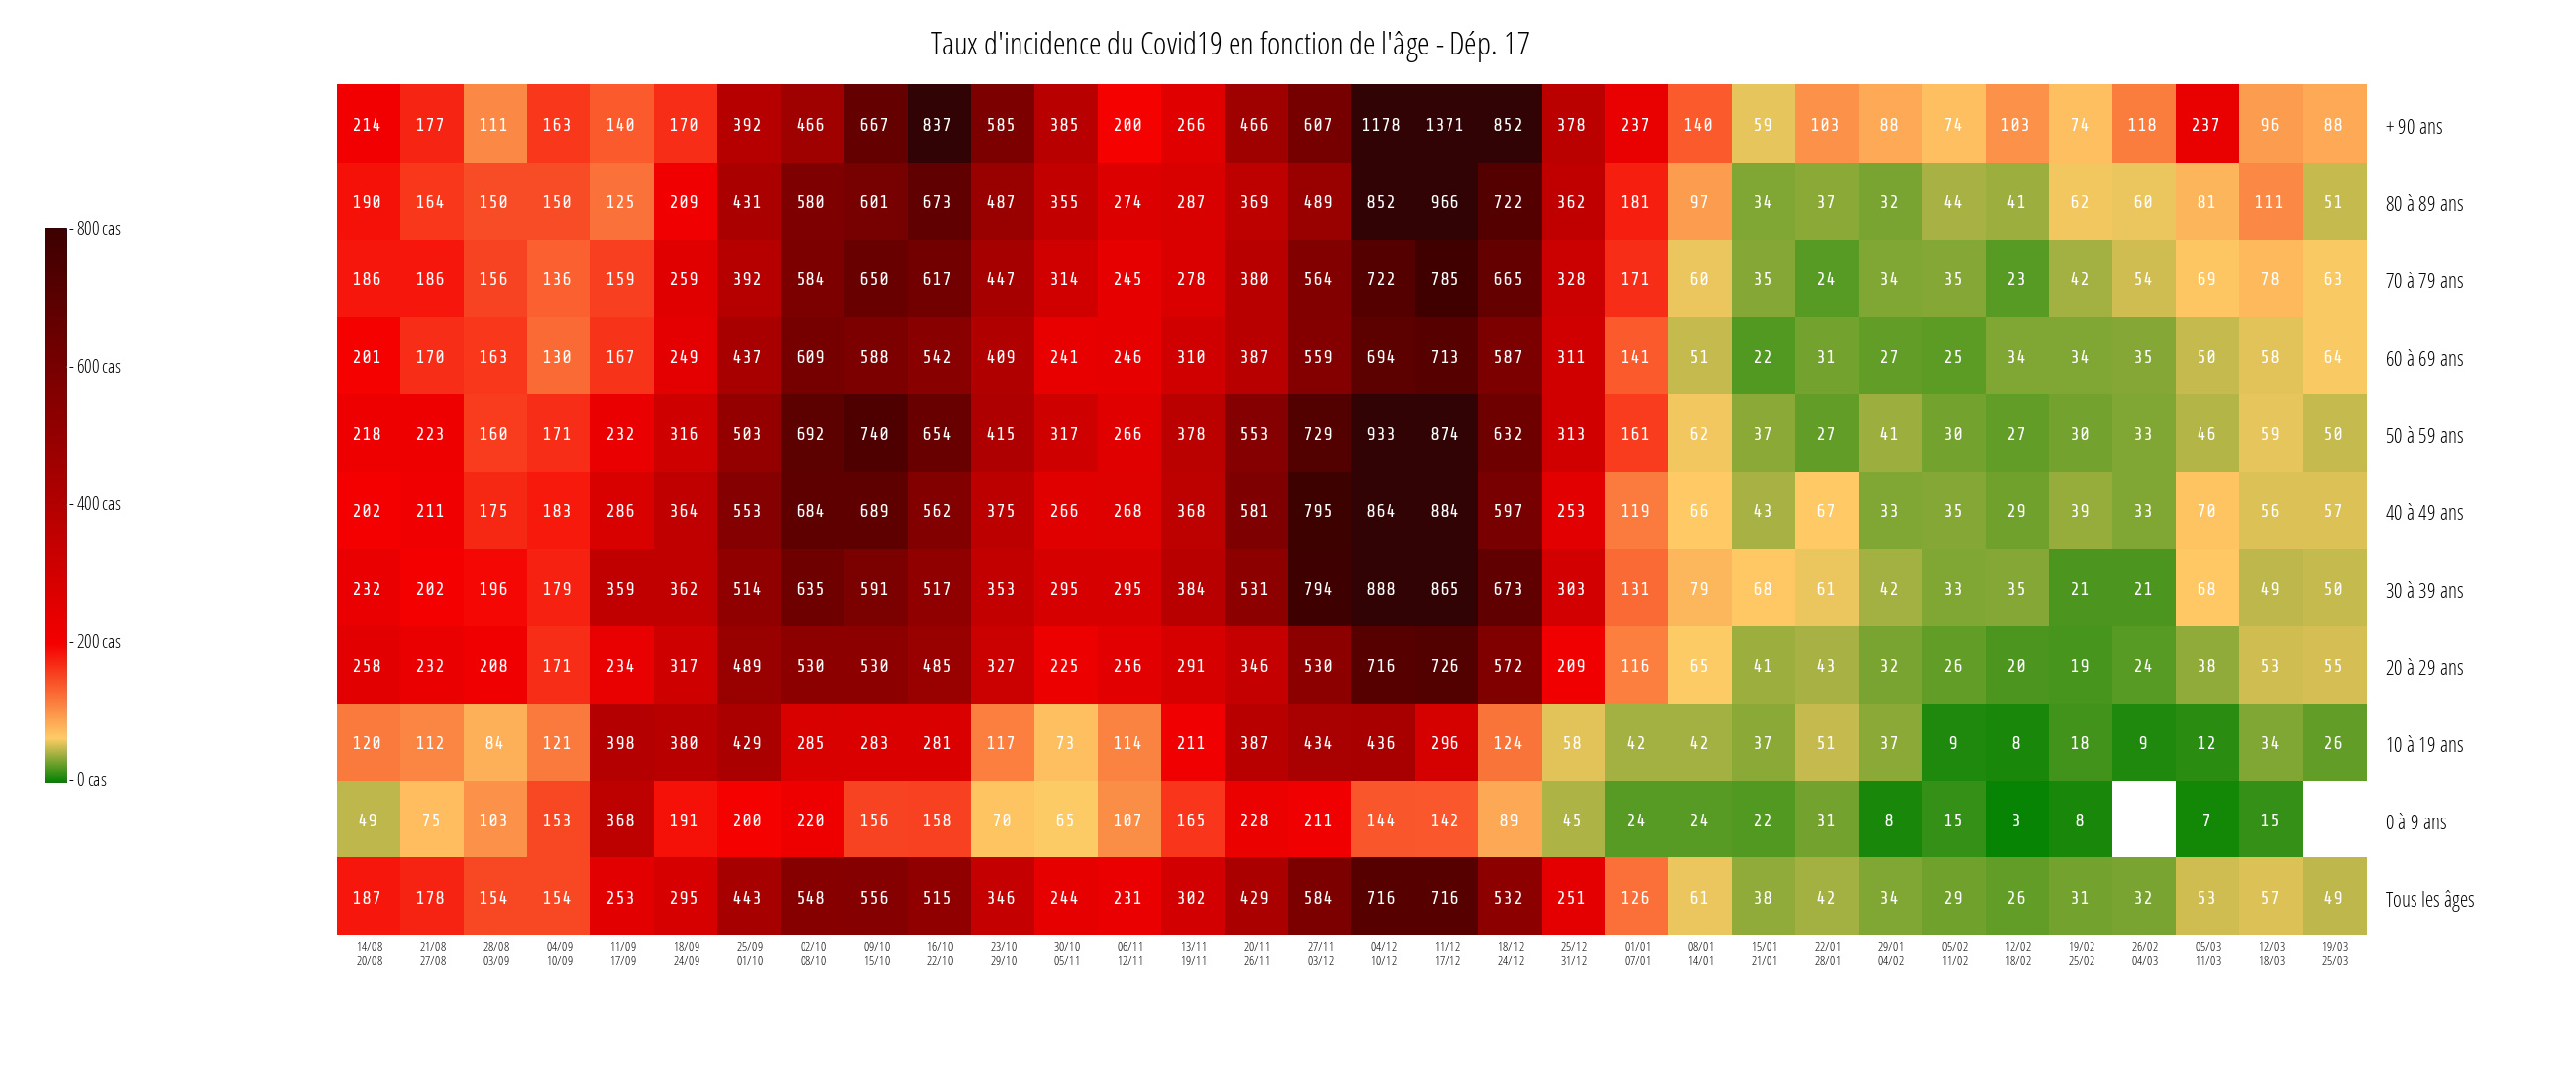 Taux d'incidence du Covid19 en fonction de l'âge - Dép. 17
214 177 111 163 140 170 392 466 667 837 585 385 200 266 466 607 1178 1371 852 378 237 140 59 103 88 74 103 74 118 237 96 88 + 90 ans
190 164 150 150 125 209 431 580 601 673 487 355 274 287 369 489 852 966 722 362 181 97 34 37 32 44 41 62 60 81 111 51 80 à 89 ans
- 800 cas
186 186 156 136 159 259 392 584 650 617 447 314 245 278 380 564 722 785 665 328 171 60 35 24 34 35 23 42 54 69 78 63 70 à 79 ans
201 170 163 130 167 249 437 609 588 542 409 241 246 310 387 559 694 713 587 311 141 51 22 31 27 25 34 34 35 50 58 64 60 à 69 ans
- 600 cas
218 223 160 171 232 316 503 692 740 654 415 317 266 378 553 729 933 874 632 313 161 62 37 27 41 30 27 30 33 46 59 50 50 à 59 ans
- 400 cas
202 211 175 183 286 364 553 684 689 562 375 266 268 368 581 795 864 884 597 253 119 66 43 67 33 35 29 39 33 70 56 57 40 à 49 ans
232 202 196 179 359 362 514 635 591 517 353 295 295 384 531 794 888 865 673 303 131 79 68 61 42 33 35 21 21 68 49 50 30 à 39 ans
- 200 cas
258 232 208 171 234 317 489 530 530 485 327 225 256 291 346 530 716 726 572 209 116 65 41 43 32 26 20 19 24 38 53 55 20 à 29 ans
120 112 84 121 398 380 429 285 283 281 117 73 114 211 387 434 436 296 124 58 42 42 37 51 37 9 8 18 9 12 34 26 10 à 19 ans
- 0 cas
49 75 103 153 368 191 200 220 156 158 70 65 107 165 228 211 144 142 89 45 24 24 22 31 8 15 3 8 7 15 0 à 9 ans
187 178 154 154 253 295 443 548 556 515 346 244 231 302 429 584 716 716 532 251 126 61 38 42 34 29 26 31 32 53 57 49 Tous les âges
14/08 21/08 28/08 04/09 11/09 18/09 25/09 02/10 09/10 16/10 23/10 30/10 06/11 13/11 20/11 27/11 04/12 11/12 18/12 25/12 01/01 08/01 15/01 22/01 29/01 05/02 12/02 19/02 26/02 05/03 12/03 19/03
20/08 27/08 03/09 10/09 17/09 24/09 01/10 08/10 15/10 22/10 29/10 05/11 12/11 19/11 26/11 03/12 10/12 17/12 24/12 31/12 07/01 14/01 21/01 28/01 04/02 11/02 18/02 25/02 04/03 11/03 18/03 25/03